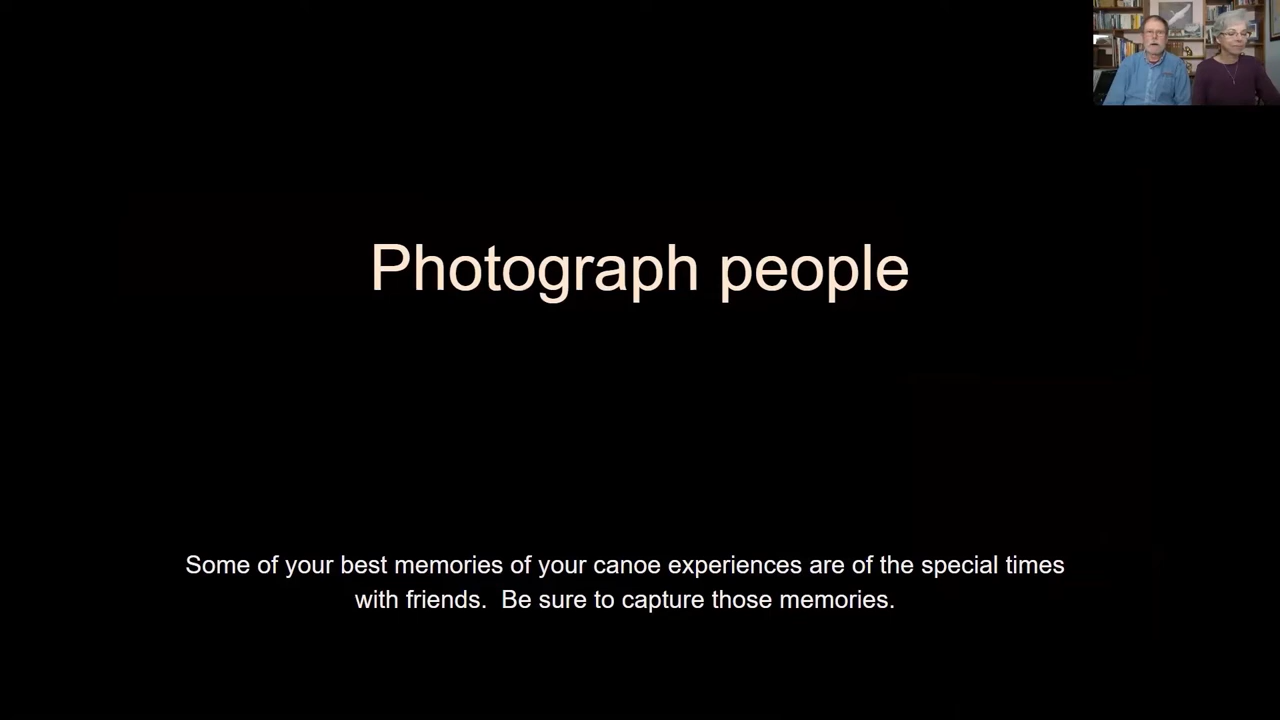 Photograph people
Some of your best memories of your canoe experiences are of the special times
with friends.  Be sure to capture those memories.